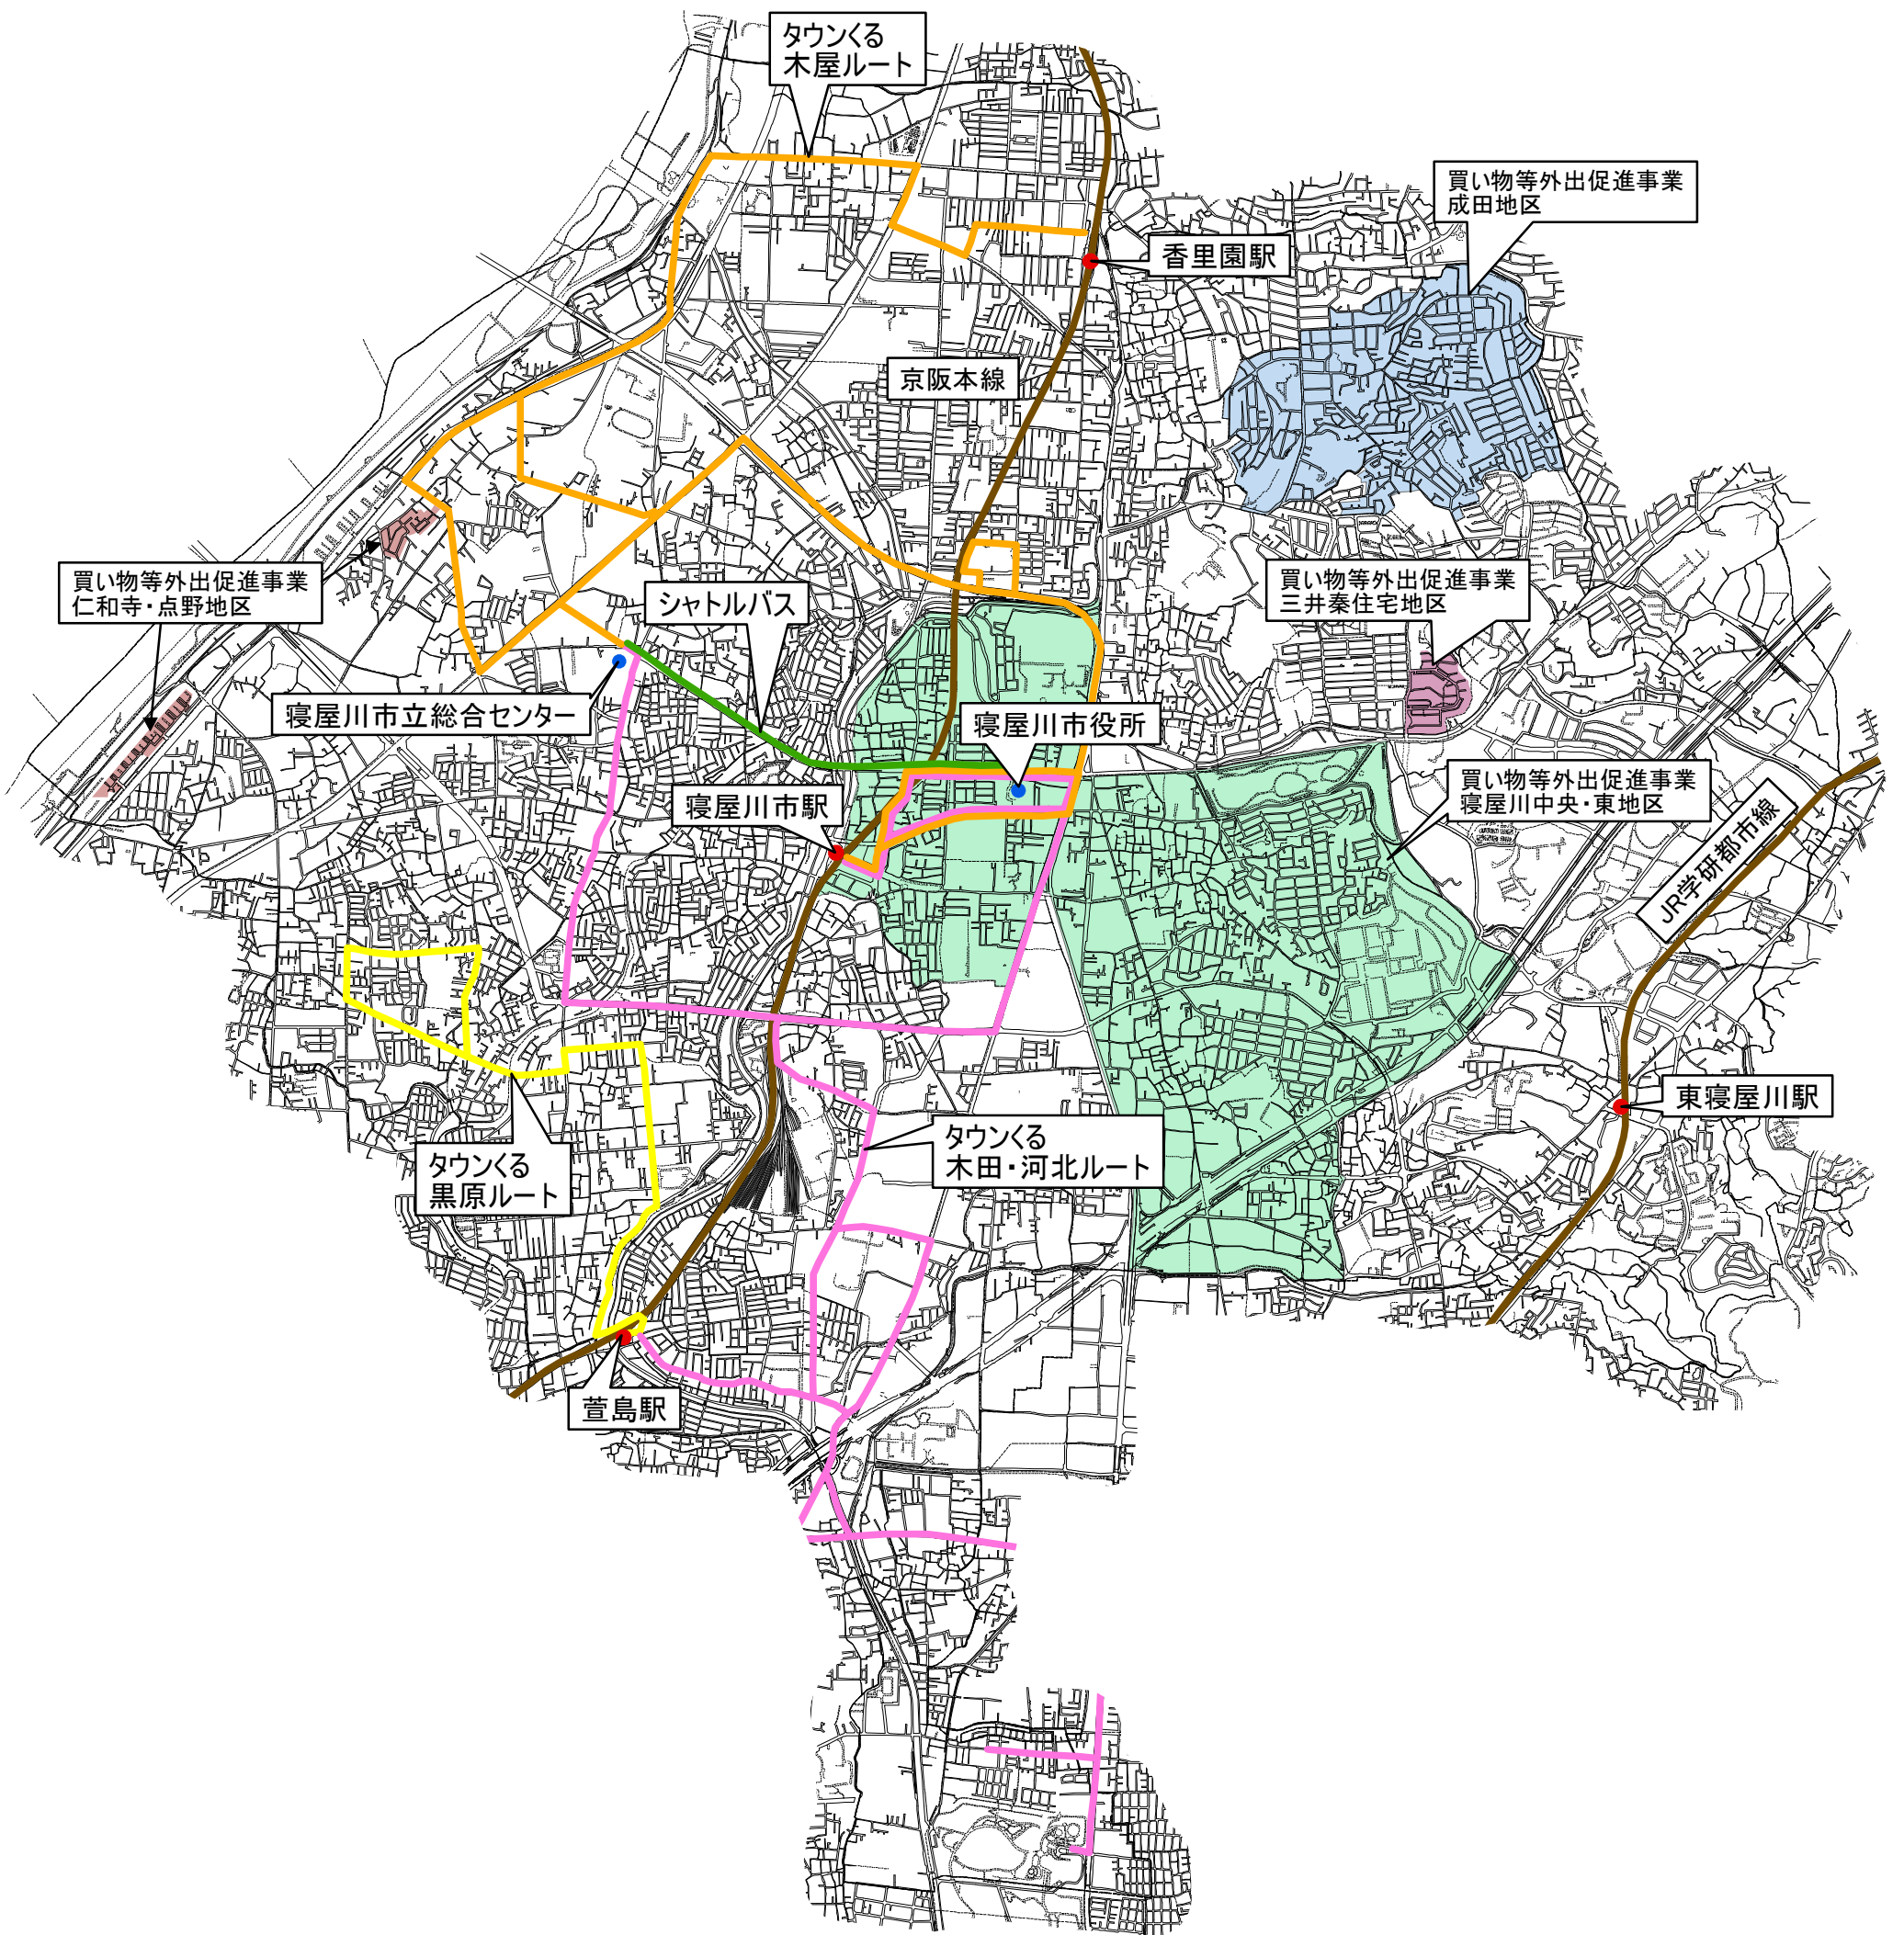 タウンくる
木屋ルート
買い物等外出促進事業
成田地区
香里園駅
京阪本線
買い物等外出促進事業
仁和寺・点野地区
シャトルバス
買い物等外出促進事業
三井秦住宅地区
寝屋川市立総合センター
寝屋川市役所
買い物等外出促進事業
寝屋川中央・東地区
寝屋川市駅
JR学研都市線
東寝屋川駅
タウンくる
木田・河北ルート
タウンくる
黒原ルート
萱島駅